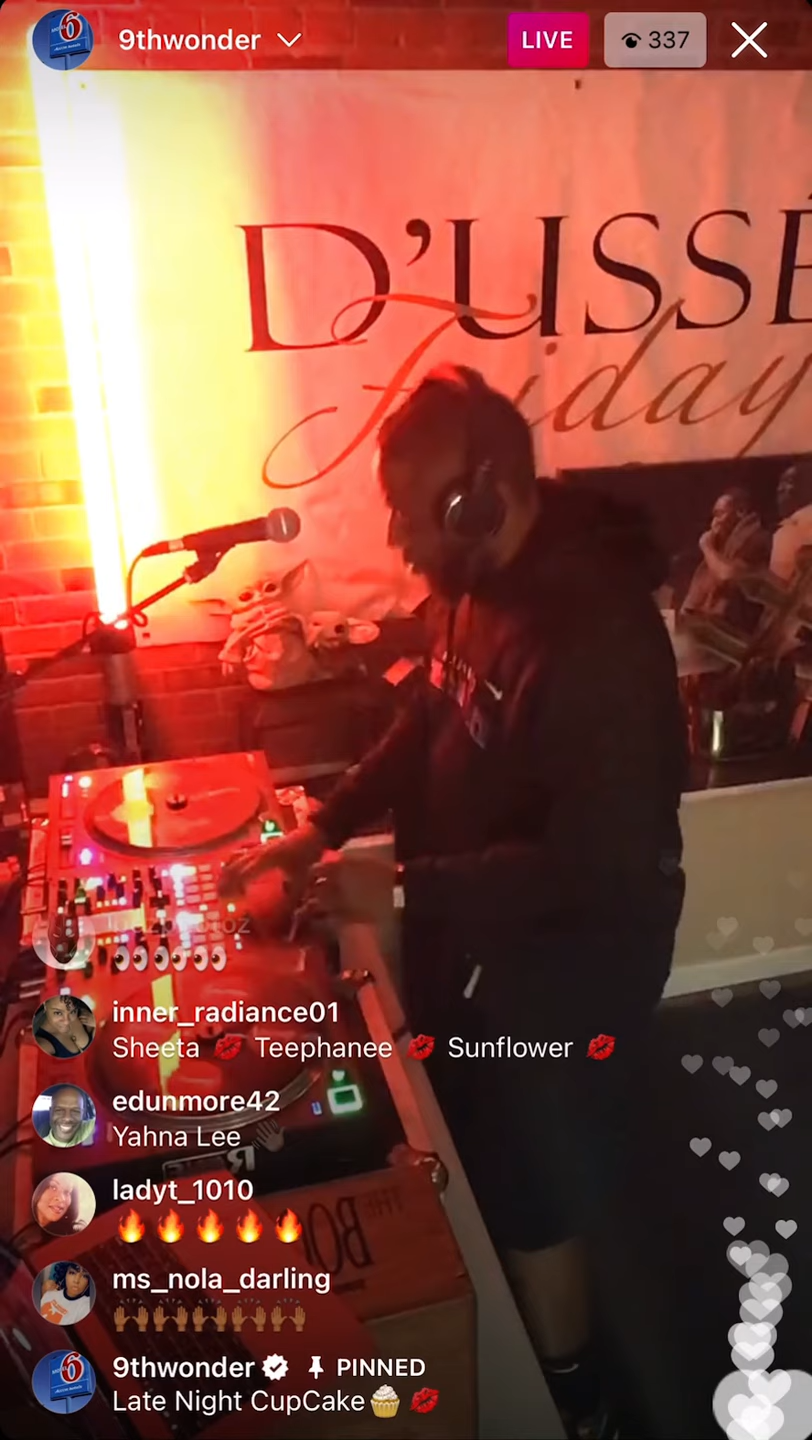 9thwonder
LIVE
337
D'USSÉ
Friday
👀👀👀👀👀👀
inner_radiance01
Sheeta 💋 Teephanee 💋 Sunflower 💋
edunmore42
Yahna Lee 👋🏿
ladyt_1010
🔥🔥🔥🔥🔥
ms_nola_darling
🙌🏾🙌🏾🙌🏾🙌🏾🙌🏾
THE
9thwonder PINNED
Late Night CupCake🧁💋